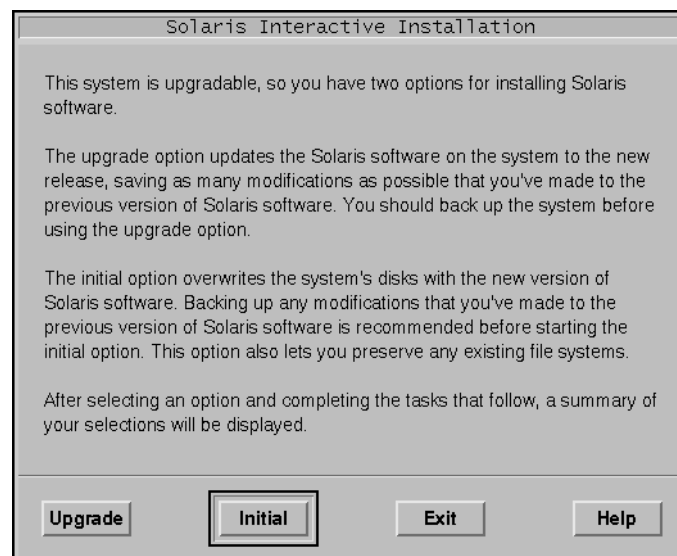 Solaris Interactive Installation
This system is upgradable, so you have two options for installing Solaris
software.
The upgrade option updates the Solaris software on the system to the new
release, saving as many modifications as possible that you've made to the
previous version of Solaris software. You should back up the system before
using the upgrade option.
The initial option overwrites the system's disks with the new version of
Solaris software. Backing up any modifications that you've made to the
previous version of Solaris software is recommended before starting the
initial option. This option also lets you preserve any existing file systems.
After selecting an option and completing the tasks that follow, a summary of
your selections will be displayed.
Upgrade Initial Exit Help